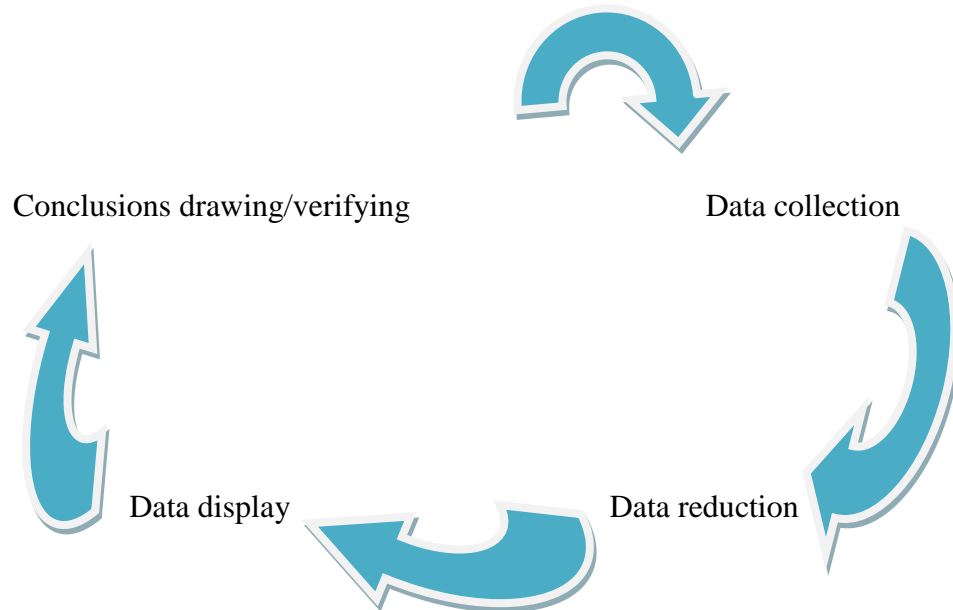 Conclusions drawing/verifying
Data collection
Data display
Data reduction